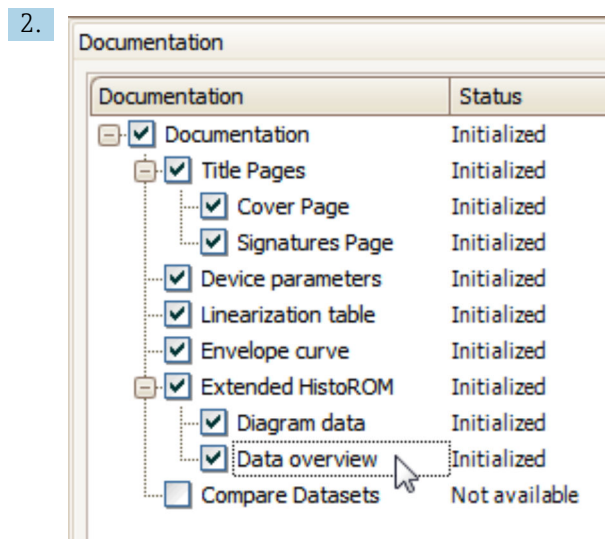 2.
Documentation
Documentation Status
Documentation Initialized
Title Pages Initialized
Cover Page Initialized
Signatures Page Initialized
Device parameters Initialized
Linearization table Initialized
Envelope curve Initialized
Extended HistoROM Initialized
Diagram data Initialized
Data overview Initialized
Compare Datasets Not available